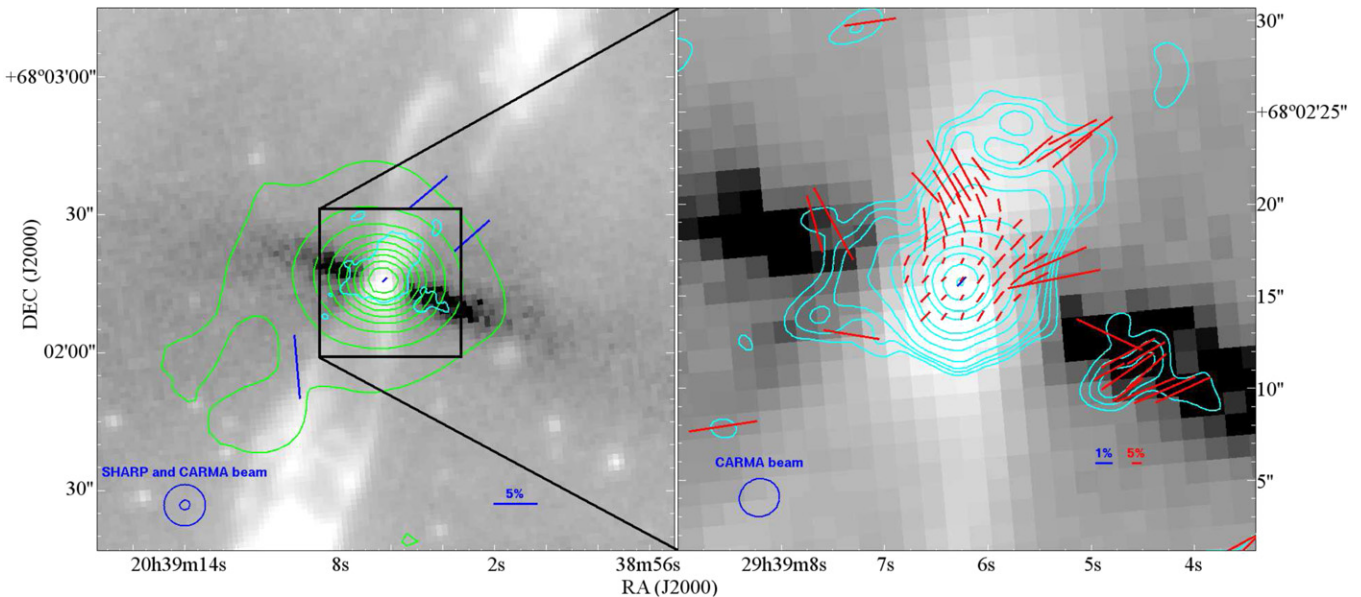 +68°03'00"
30"
02'00"
30"
DEC (J2000)
SHARP and CARMA beam
5%
20h39m14s
8s
2s
38m56s
RA (J2000)
30"
+68°02'25"
20"
15"
10"
5"
CARMA beam
1%
5%
29h39m8s
7s
6s
5s
4s